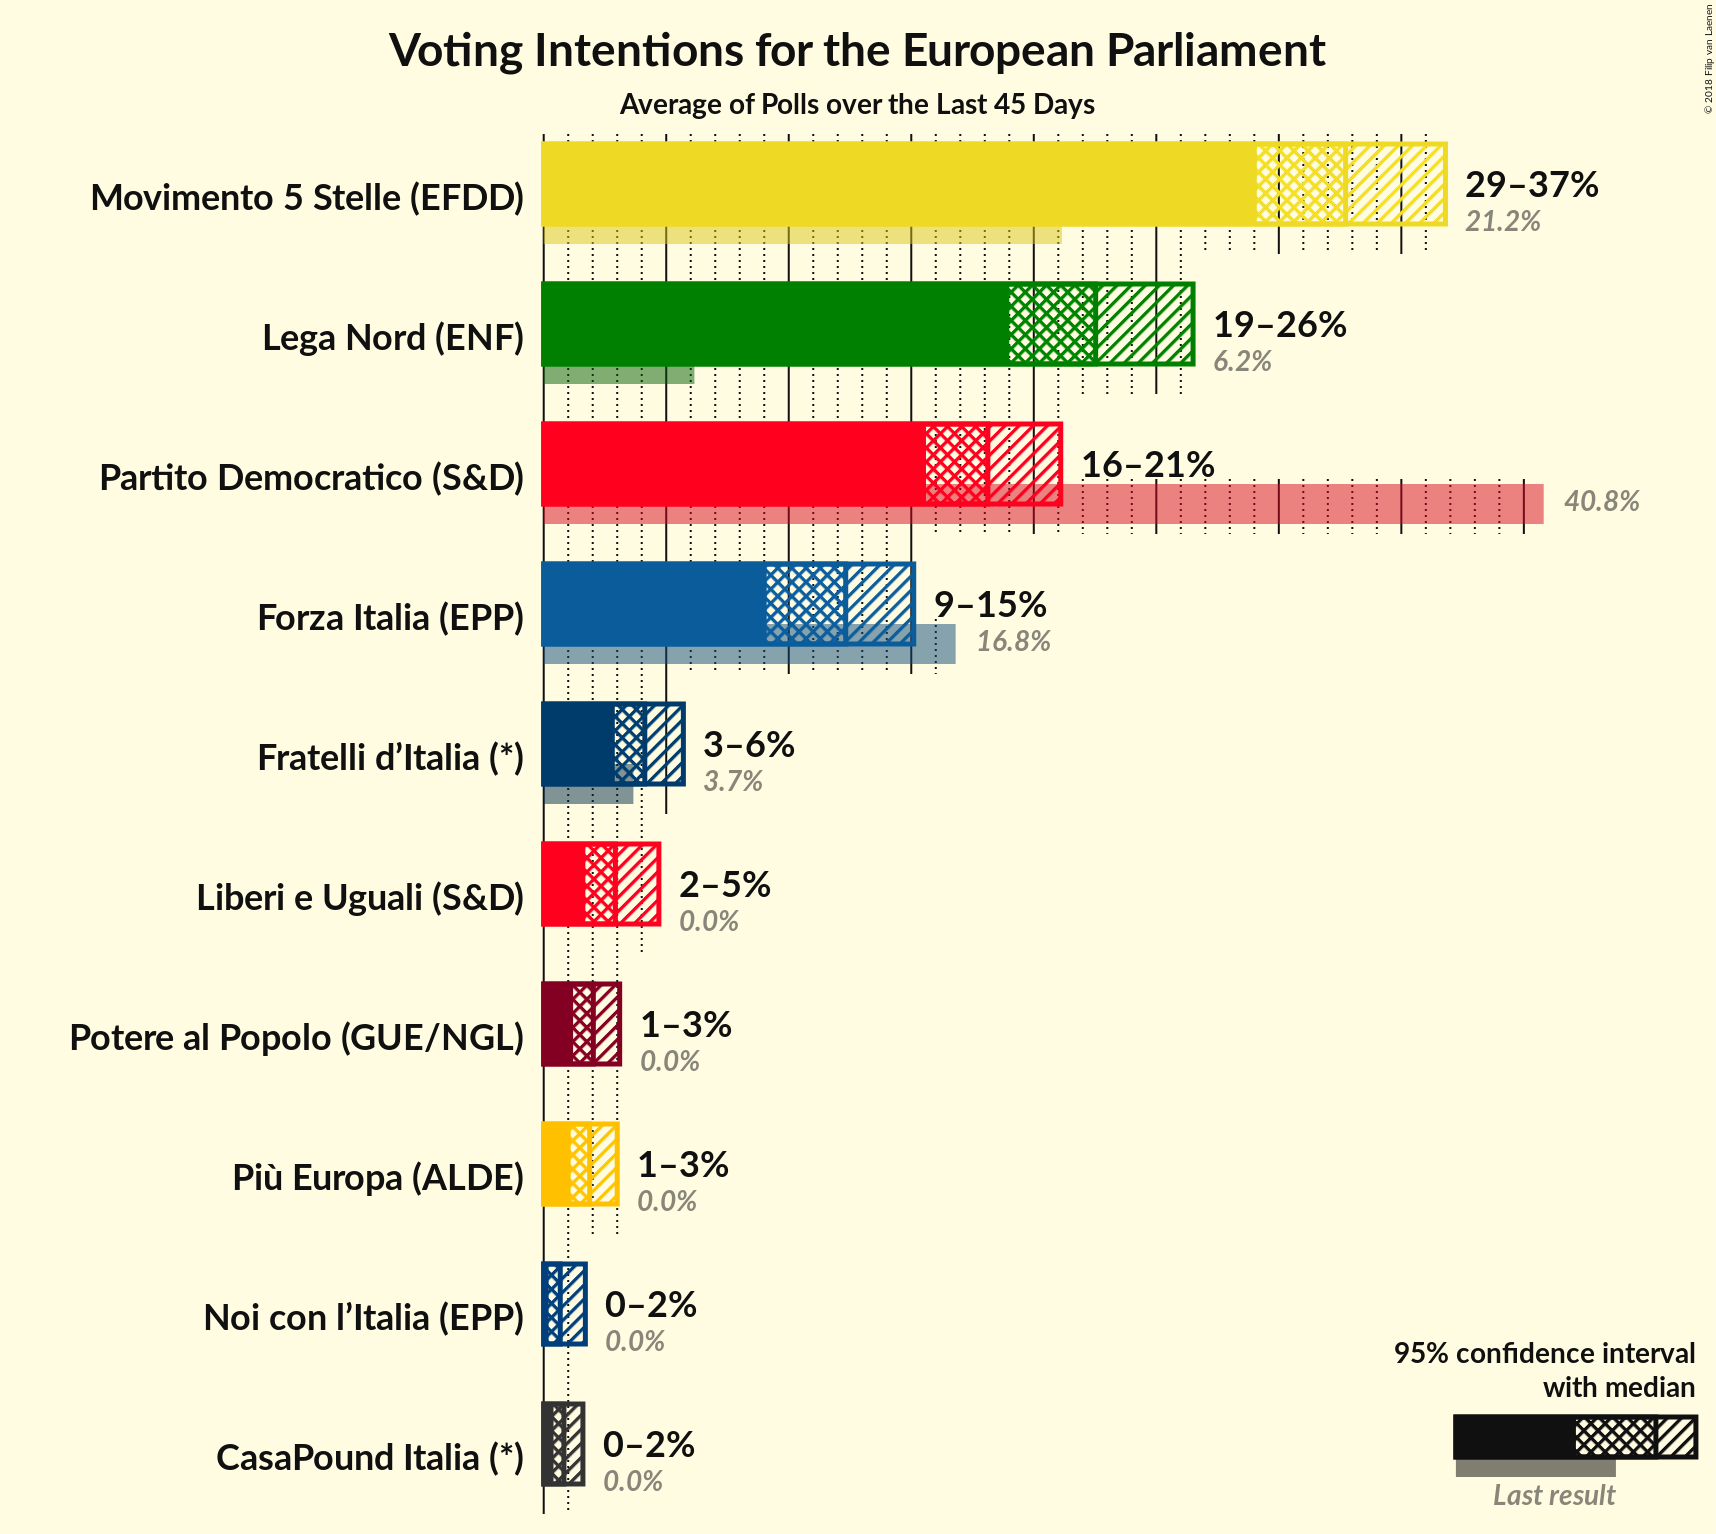 Voting Intentions for the European Parliament
Average of Polls over the Last 45 Days
© 2018 Filip van Laenen
Movimento 5 Stelle (EFDD)
29–37%
21.2%
Lega Nord (ENF)
19–26%
6.2%
Partito Democratico (S&D)
16–21%
40.8%
Forza Italia (EPP)
9–15%
16.8%
Fratelli d’Italia (*)
3–6%
3.7%
Liberi e Uguali (S&D)
2–5%
0.0%
Potere al Popolo (GUE/NGL)
1–3%
0.0%
Più Europa (ALDE)
1–3%
0.0%
Noi con l’Italia (EPP)
0–2%
0.0%
CasaPound Italia (*)
0–2%
0.0%
95% confidence interval
with median
Last result